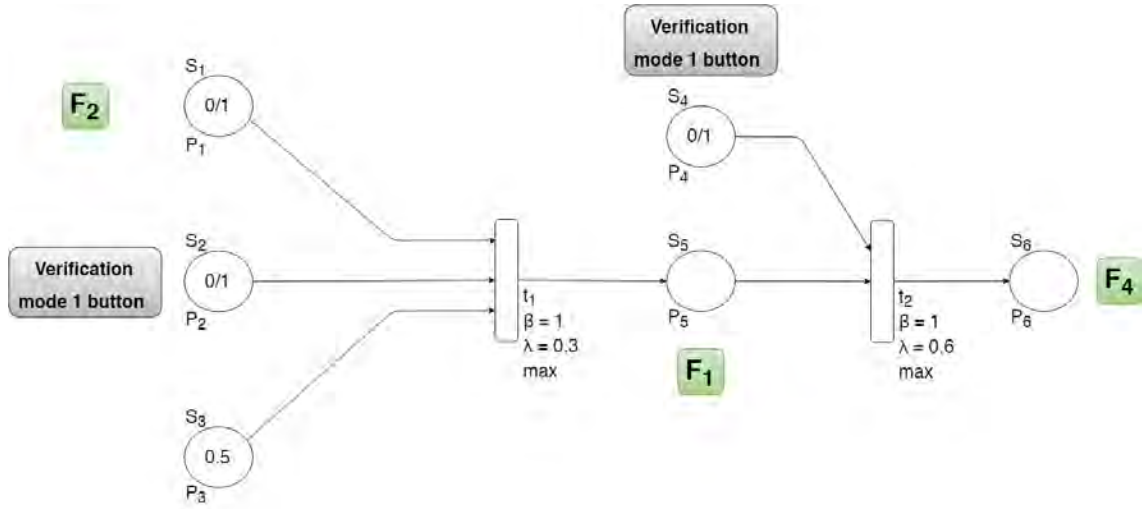 Verification
mode 1 button
S1
F2
0/1
P1
S4
0/1
P4
Verification
mode 1 button
S2
0/1
P2
t1
β = 1
λ = 0.3
max
S5
P5
F1
t2
β = 1
λ = 0.6
max
S6
P6
F4
S3
0.5
P3